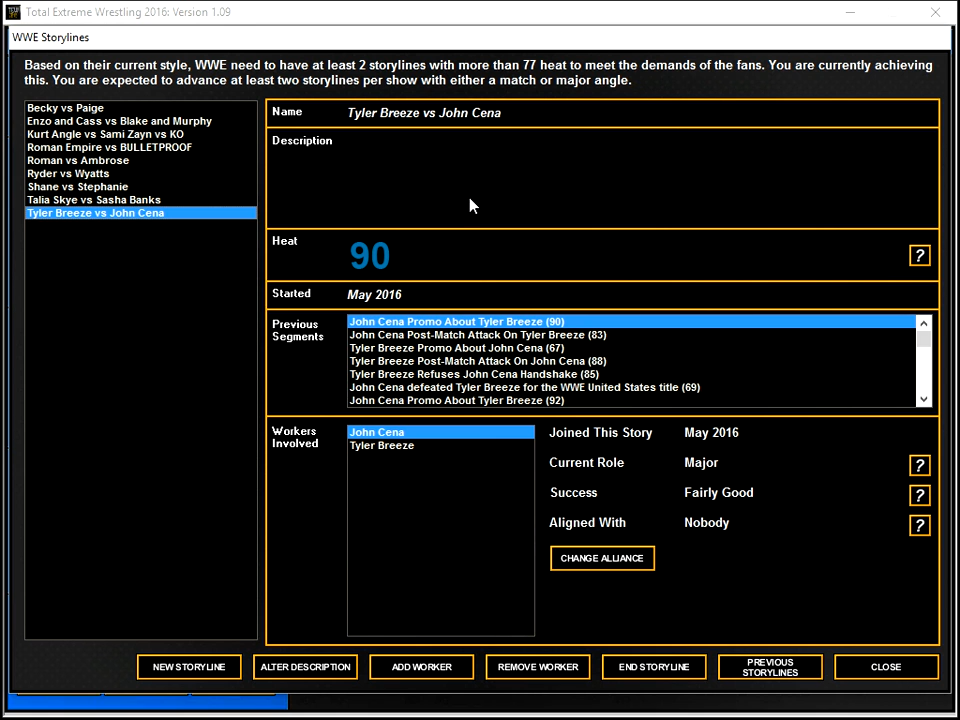 Total Extreme Wrestling 2016: Version 1.09
WWE Storylines
Based on their current style, WWE need to have at least 2 storylines with more than 77 heat to meet the demands of the fans. You are currently achieving
this. You are expected to advance at least two storylines per show with either a match or major angle.
Becky vs Paige
Enzo and Cass vs Blake and Murphy
Kurt Angle vs Sami Zayn vs KO
Roman Empire vs BULLETPROOF
Roman vs Ambrose
Ryder vs Wyatts
Shane vs Stephanie
Talia Skye vs Sasha Banks
Tyler Breeze vs John Cena
Name
Tyler Breeze vs John Cena
Description
Heat
90
?
Started
May 2016
Previous
Segments
John Cena Promo About Tyler Breeze (90)
John Cena Post-Match Attack On Tyler Breeze (83)
Tyler Breeze Promo About John Cena (67)
Tyler Breeze Post-Match Attack On John Cena (88)
Tyler Breeze Refuses John Cena Handshake (85)
John Cena defeated Tyler Breeze for the WWE United States title (69)
John Cena Promo About Tyler Breeze (92)
Workers
Involved
John Cena
Tyler Breeze
Joined This Story May 2016
Current Role Major ?
Success Fairly Good ?
Aligned With Nobody ?
CHANGE ALLIANCE
NEW STORYLINE
ALTER DESCRIPTION
ADD WORKER
REMOVE WORKER
END STORYLINE
PREVIOUS
STORYLINES
CLOSE